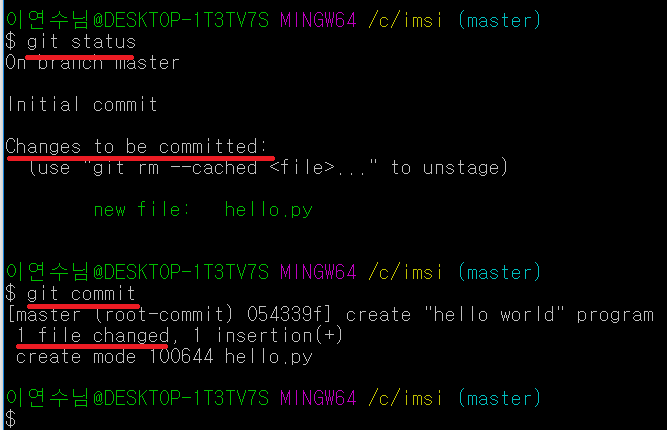 이연수님@DESKTOP-1T3TV7S MINGW64 /c/imsi (master)
$ git status
On branch master
Initial commit
Changes to be committed:
  (use "git rm --cached <file>..." to unstage)
        new file:   hello.py
이연수님@DESKTOP-1T3TV7S MINGW64 /c/imsi (master)
$ git commit
[master (root-commit) 054339f] create "hello world" program
 1 file changed, 1 insertion(+)
 create mode 100644 hello.py
이연수님@DESKTOP-1T3TV7S MINGW64 /c/imsi (master)
$